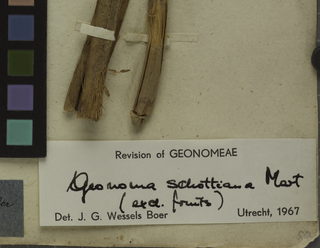 Revision of GEONOMEAE
Geonoma schottiana Mart
(excl. fruits)
Det. J. G. Wessels Boer Utrecht, 1967